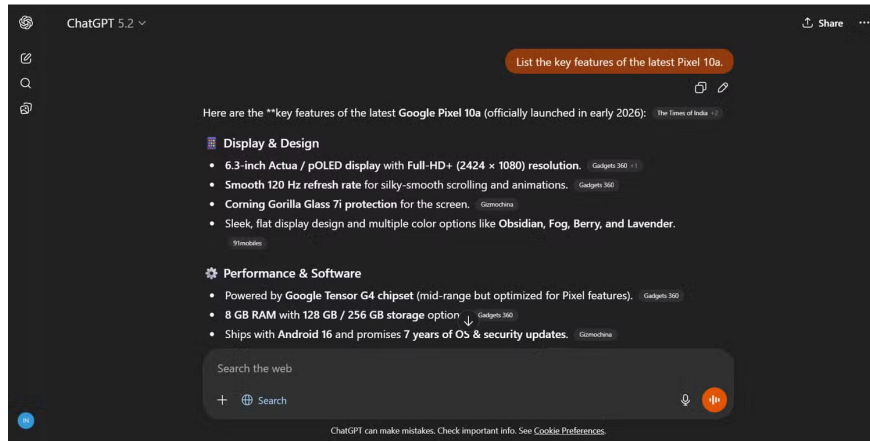 ChatGPT 5.2
Share
List the key features of the latest Pixel 10a.
Here are the **key features of the latest Google Pixel 10a (officially launched in early 2026): The Times of India +2
Display & Design
• 6.3-inch Actua / pOLED display with Full-HD+ (2424 × 1080) resolution. Gadgets 360 +1
• Smooth 120 Hz refresh rate for silky-smooth scrolling and animations. Gadgets 360
• Corning Gorilla Glass 7i protection for the screen. Gizmochina
• Sleek, flat display design and multiple color options like Obsidian, Fog, Berry, and Lavender.
91mobiles
Performance & Software
• Powered by Google Tensor G4 chipset (mid-range but optimized for Pixel features). Gadgets 360
• 8 GB RAM with 128 GB / 256 GB storage option Gadgets 360
• Ships with Android 16 and promises 7 years of OS & security updates. Gizmochina
Search the web
Search
IN
ChatGPT can make mistakes. Check important info. See Cookie Preferences.